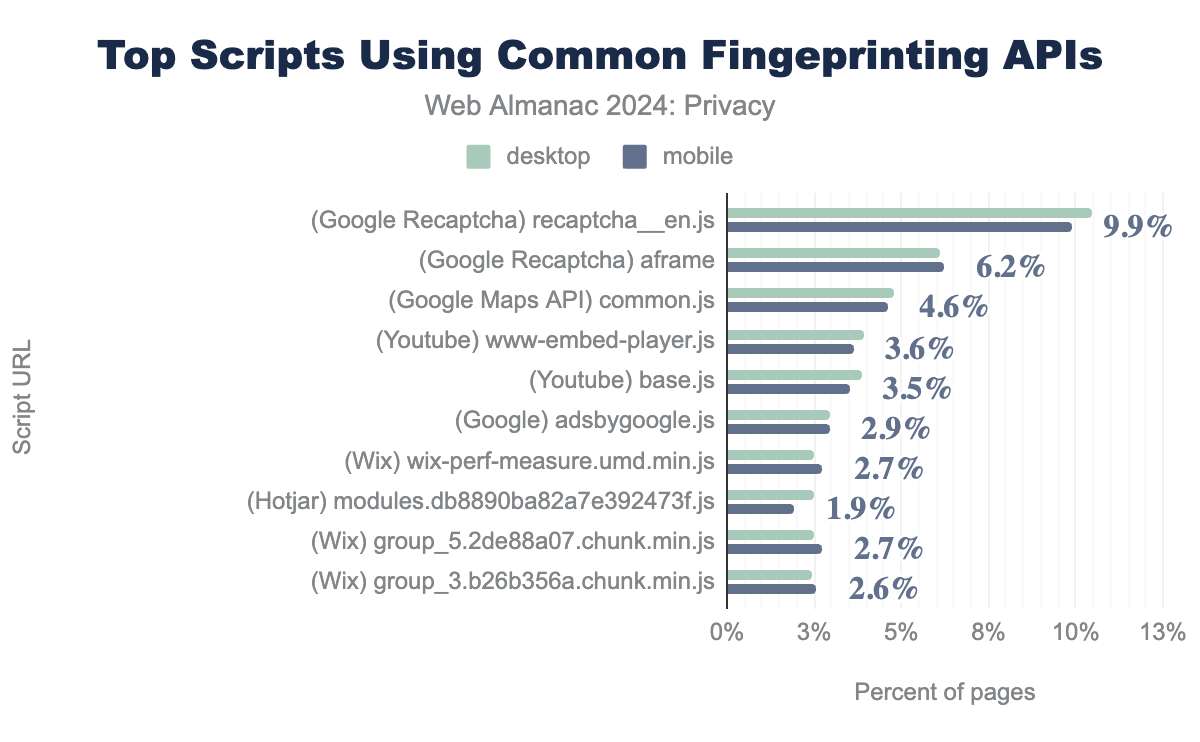 Top Scripts Using Common Fingeprinting APIs
Web Almanac 2024: Privacy
desktop
mobile
Script URL
(Google Recaptcha) recaptcha__en.js
9.9%
(Google Recaptcha) aframe
6.2%
(Google Maps API) common.js
4.6%
(Youtube) www-embed-player.js
3.6%
(Youtube) base.js
3.5%
(Google) adsbygoogle.js
2.9%
(Wix) wix-perf-measure.umd.min.js
2.7%
(Hotjar) modules.db8890ba82a7e392473f.js
1.9%
(Wix) group_5.2de88a07.chunk.min.js
2.7%
(Wix) group_3.b26b356a.chunk.min.js
2.6%
0% 3% 5% 8% 10% 13%
Percent of pages